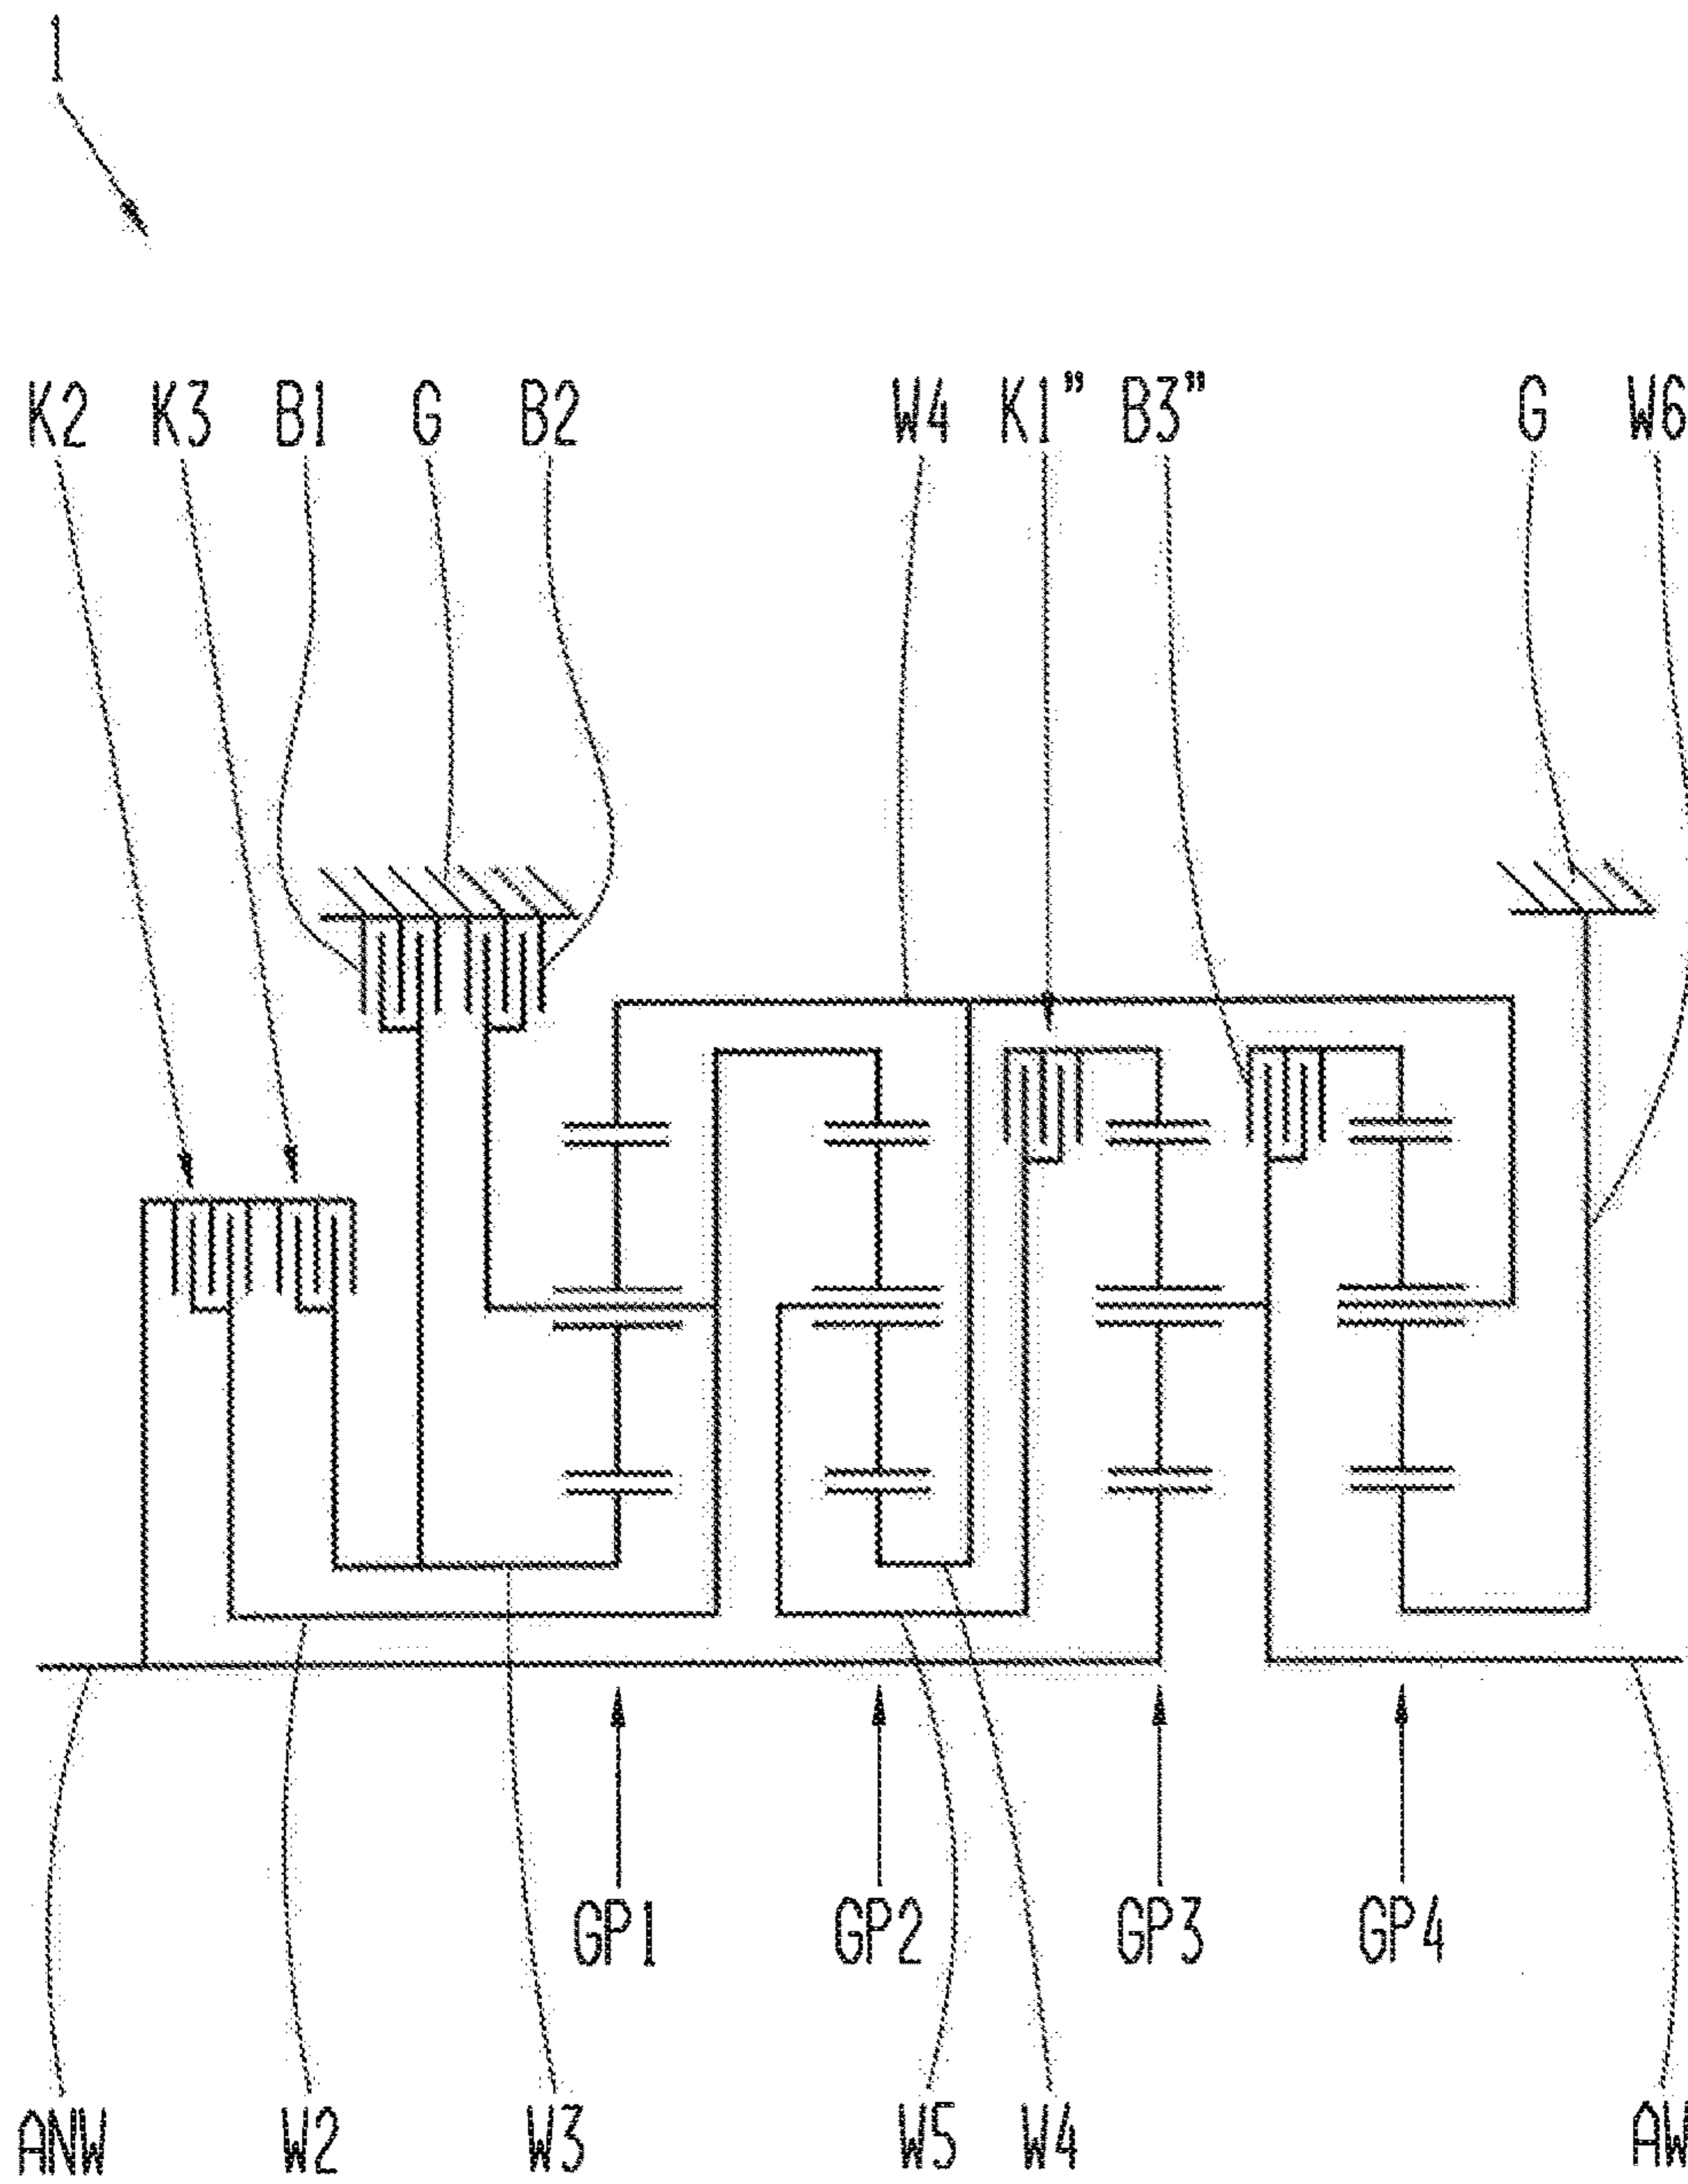 1
K2 K3 B1 G B2 W4 K1" B3" G W6
GP1 GP2 GP3 GP4
ANW W2 W3 W5 W4 AW